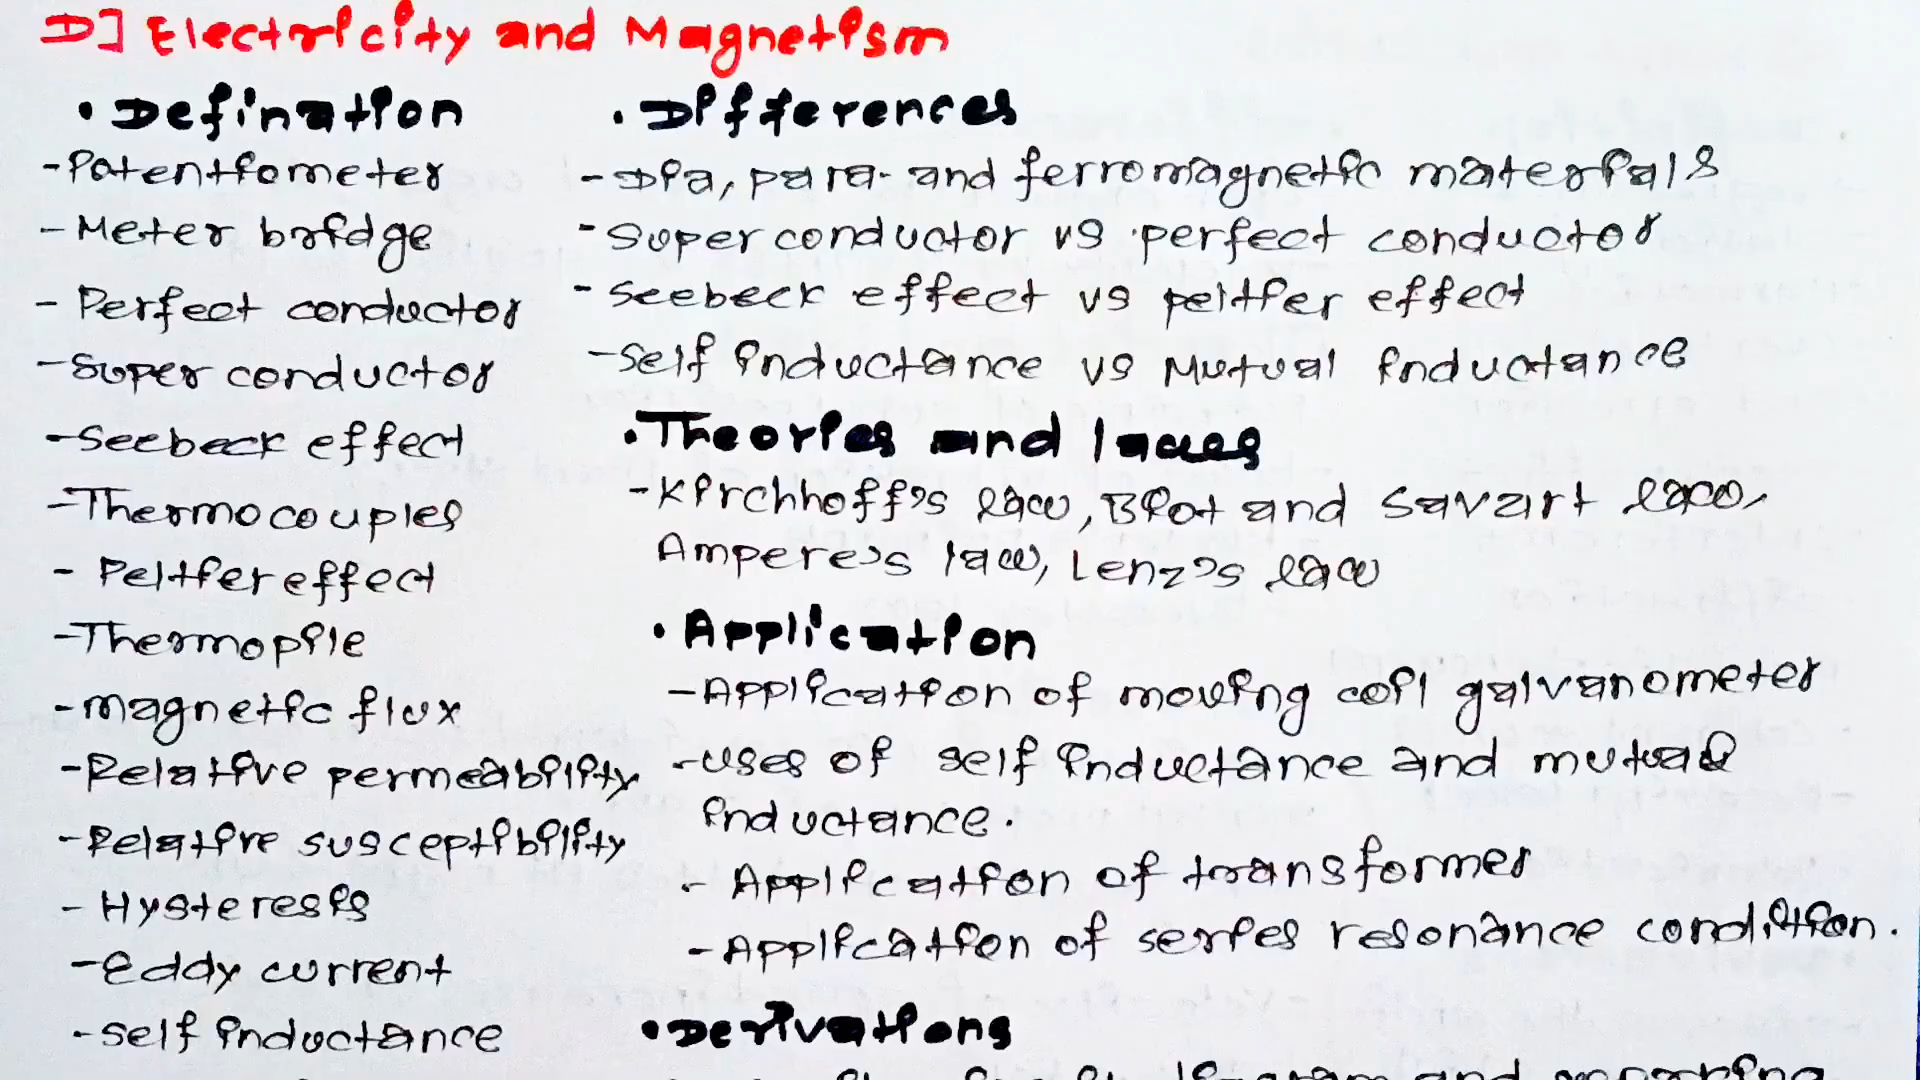 D] Electricity and Magnetism
• Defination
- Potentiometer
- Meter bridge
- Perfect conductor
- Super conductor
- Seebeck effect
- Thermocouples
- Peltier effect
- Thermopile
- Magnetic flux
- Relative permeability
- Relative susceptibility
- Hysteresis
- Eddy current
- Self inductance
• Differences
- Dia, para- and ferromagnetic materials
- Super conductor vs perfect conductor
- Seebeck effect vs peltier effect
- Self inductance vs Mutual inductance
• Theories and laws
- Kirchhoff's law, Biot and Savart law,
Ampere's law, Lenz's law
• Application
- Application of moving coil galvanometer
- Uses of self inductance and mutual
inductance.
- Application of transformer
- Application of series resonance condition.
• Derivations